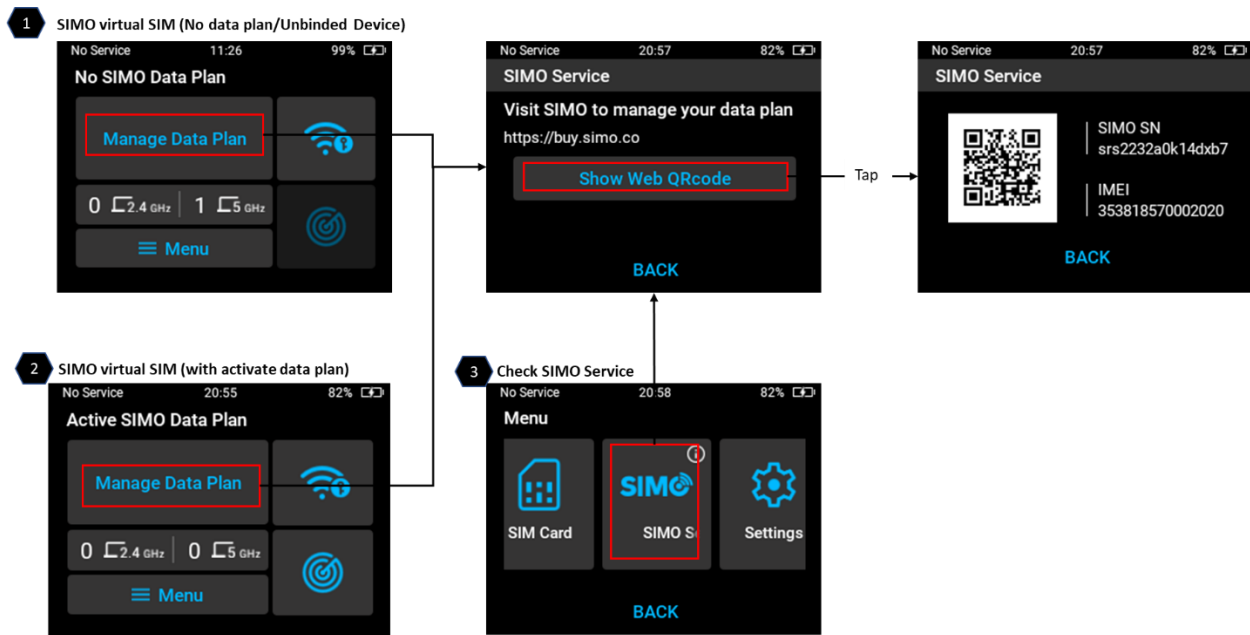 1
SIMO virtual SIM (No data plan/Unbinded Device)
No Service 11:26 99%
No SIMO Data Plan
Manage Data Plan
0 2.4 GHz 1 5 GHz
Menu
No Service 20:57 82%
SIMO Service
Visit SIMO to manage your data plan
https://buy.simo.co
Show Web QRcode
BACK
Tap
No Service 20:57 82%
SIMO Service
SIMO SN
srs2232a0k14dxb7
IMEI
353818570002020
BACK
2
SIMO virtual SIM (with activate data plan)
No Service 20:55 82%
Active SIMO Data Plan
Manage Data Plan
0 2.4 GHz 0 5 GHz
Menu
3
Check SIMO Service
No Service 20:58 82%
Menu
SIMO
SIM Card SIMO Se Settings
BACK